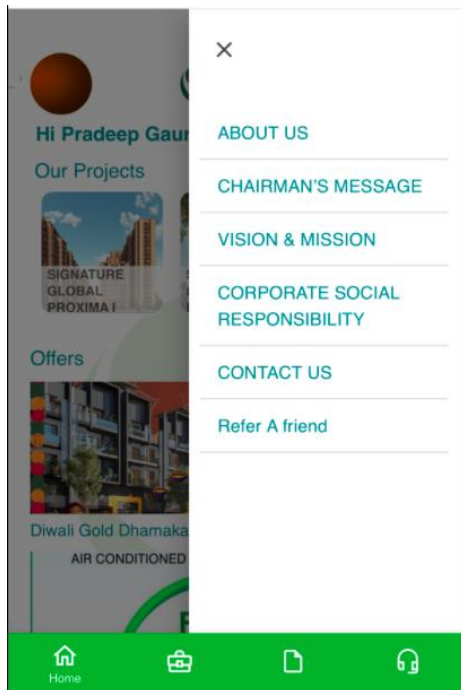 Hi Pradeep Gaur
Our Projects
SIGNATURE
GLOBAL
PROXIMA I
Offers
Diwali Gold Dhamaka
AIR CONDITIONED
ABOUT US
CHAIRMAN'S MESSAGE
VISION & MISSION
CORPORATE SOCIAL
RESPONSIBILITY
CONTACT US
Refer A friend
Home